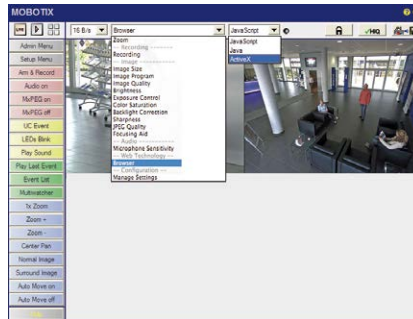 MOBOTIX
16 B/s Browser JavaScript HQ
Admin Menu
Setup Menu
Arm & Record
Audio on
MxPEG on
MxPEG off
UC Event
LEDs Blink
Play Sound
Play Last Event
Event List
Multiwatcher
1x Zoom
Zoom +
Zoom -
Center Pan
Normal Image
Surround Image
Auto Move on
Auto Move off
Zoom
-- Recording --------
Recording
-- Image --------
Image Size
Image Program
Image Quality
Brightness
Exposure Control
Color Saturation
Backlight Correction
Sharpness
JPEG Quality
Focusing Aid
-- Audio --------
Microphone Sensitivity
-- Web Technology --
Browser
-- Configuration --
Manage Settings
JavaScript
Java
ActiveX